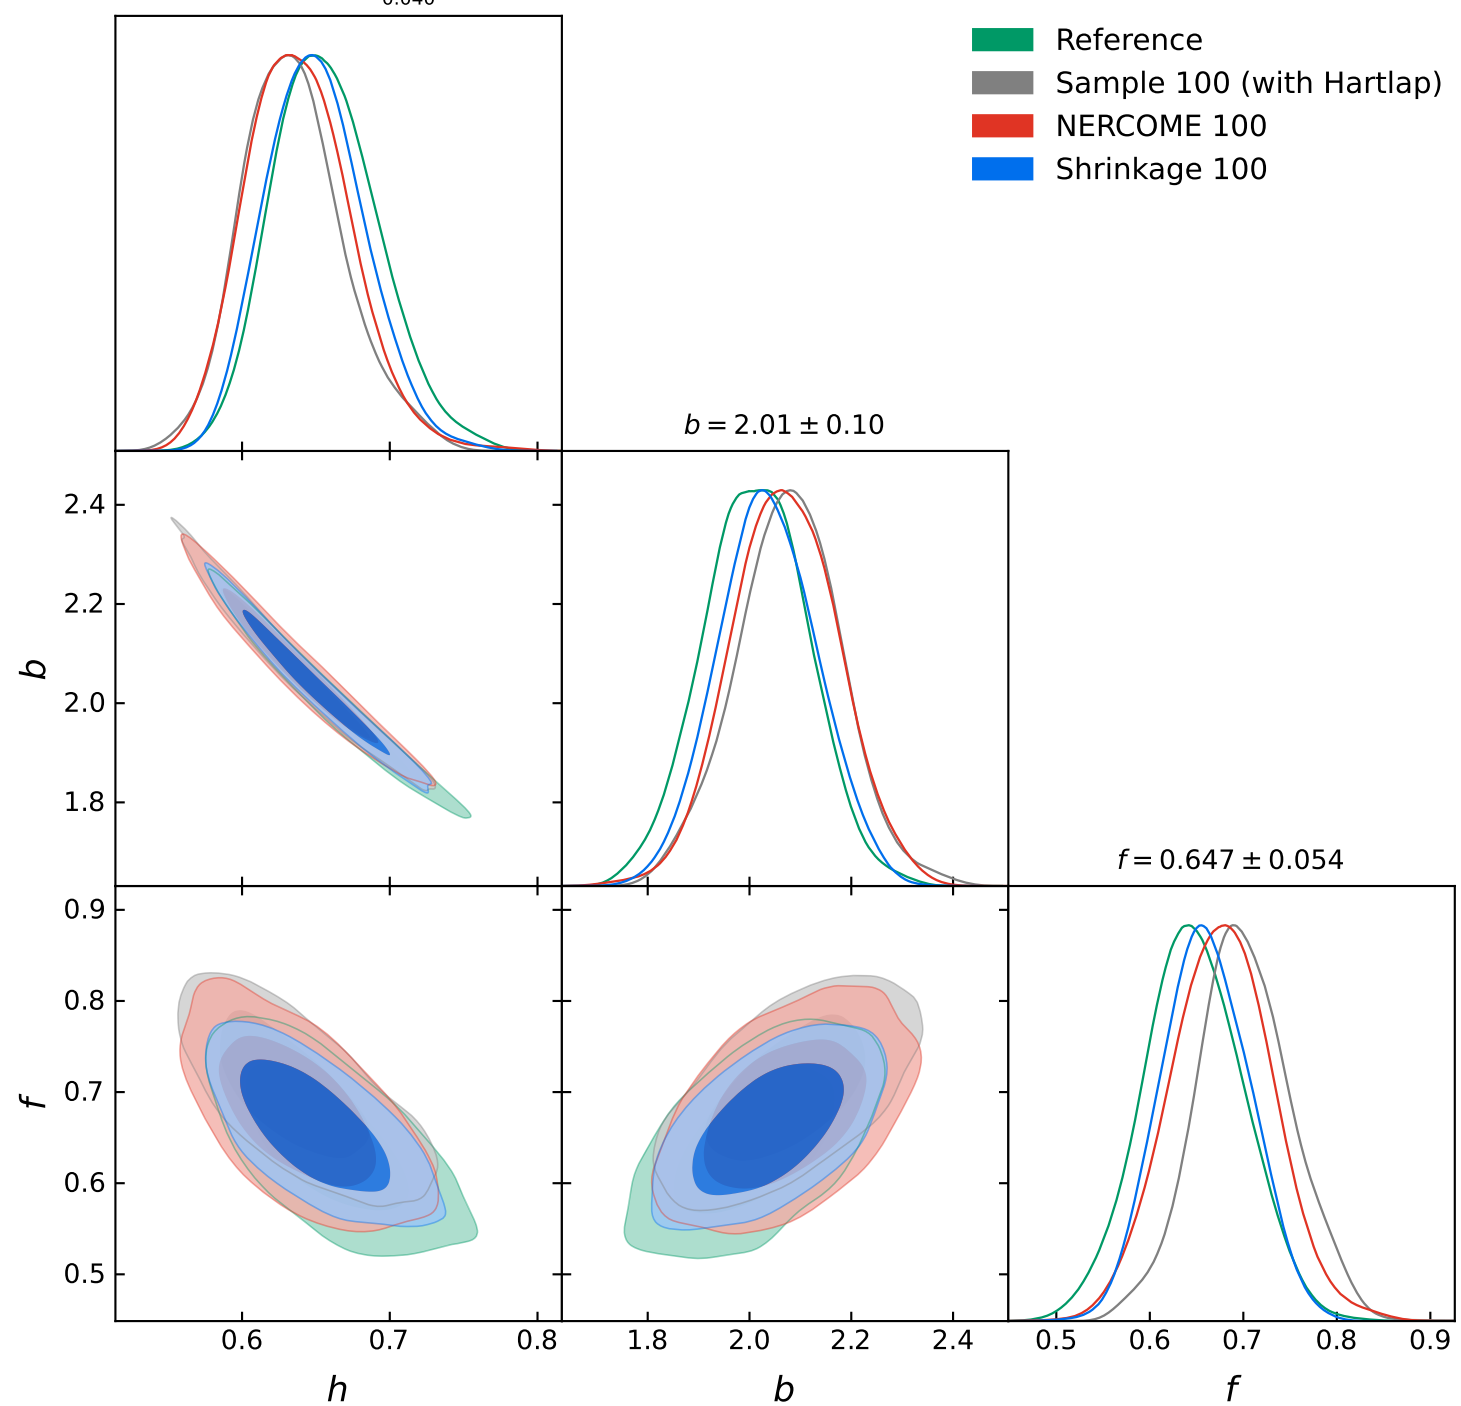 Reference
Sample 100 (with Hartlap)
NERCOME 100
Shrinkage 100
b = 2.01 ± 0.10
2.4
2.2
2.0
1.8
b
f = 0.647 ± 0.054
0.9
0.8
0.7
0.6
0.5
f
0.6 0.7 0.8 1.8 2.0 2.2 2.4 0.5 0.6 0.7 0.8 0.9
h b f